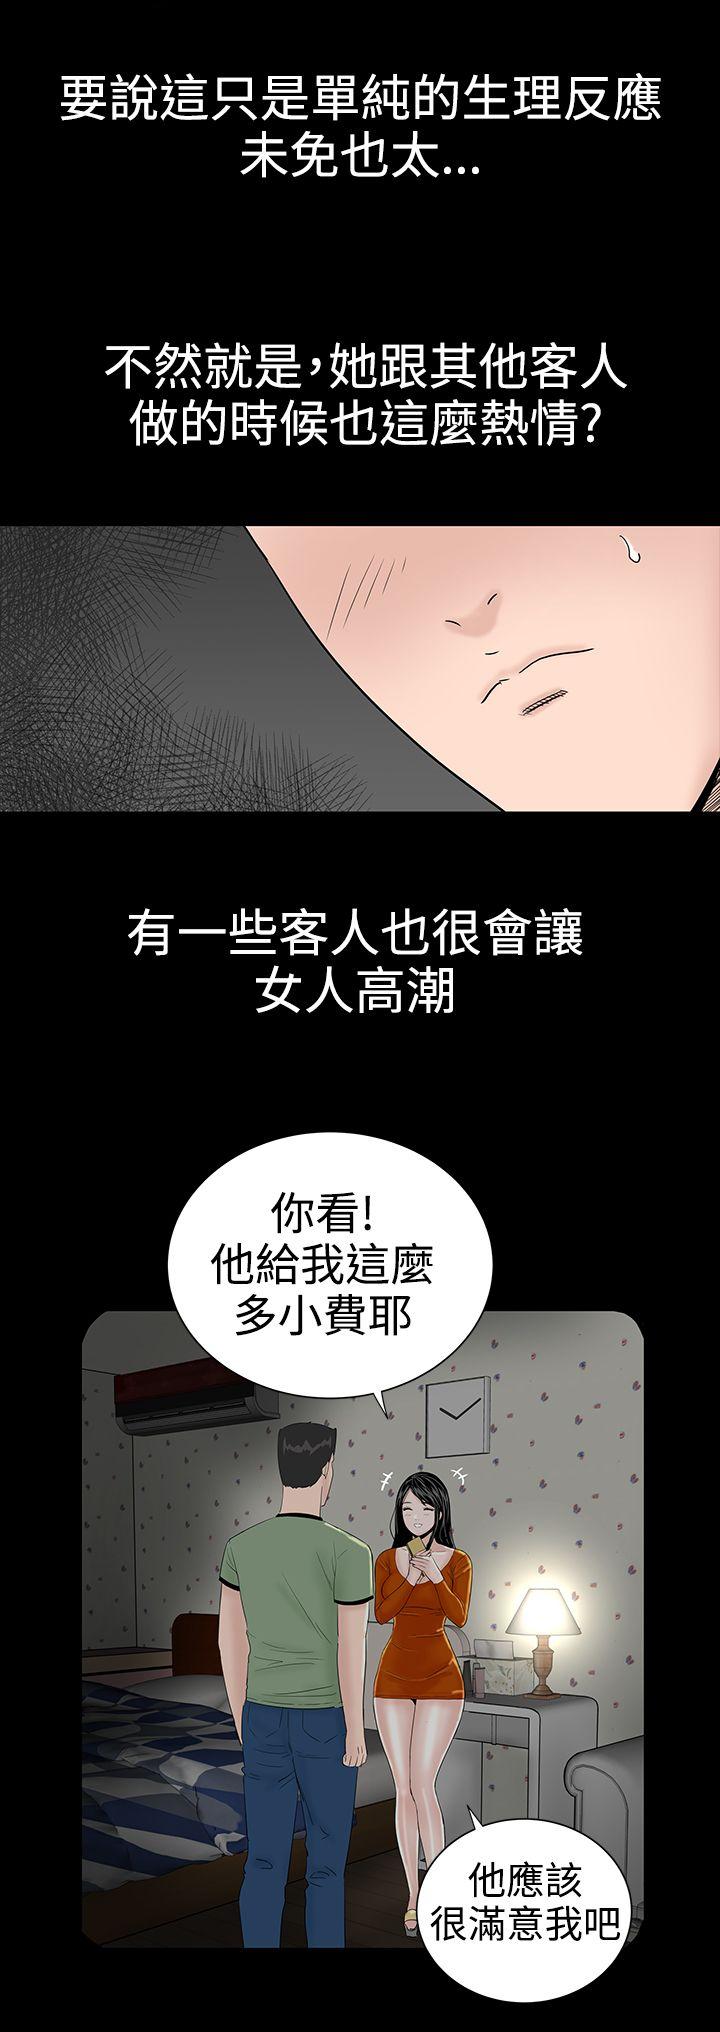 要說這只是單純的生理反應
未免也太...
不然就是，她跟其他客人
做的時候也這麼熱情?
有一些客人也很會讓
女人高潮
你看!
他給我這麼
多小費耶
他應該
很滿意我吧